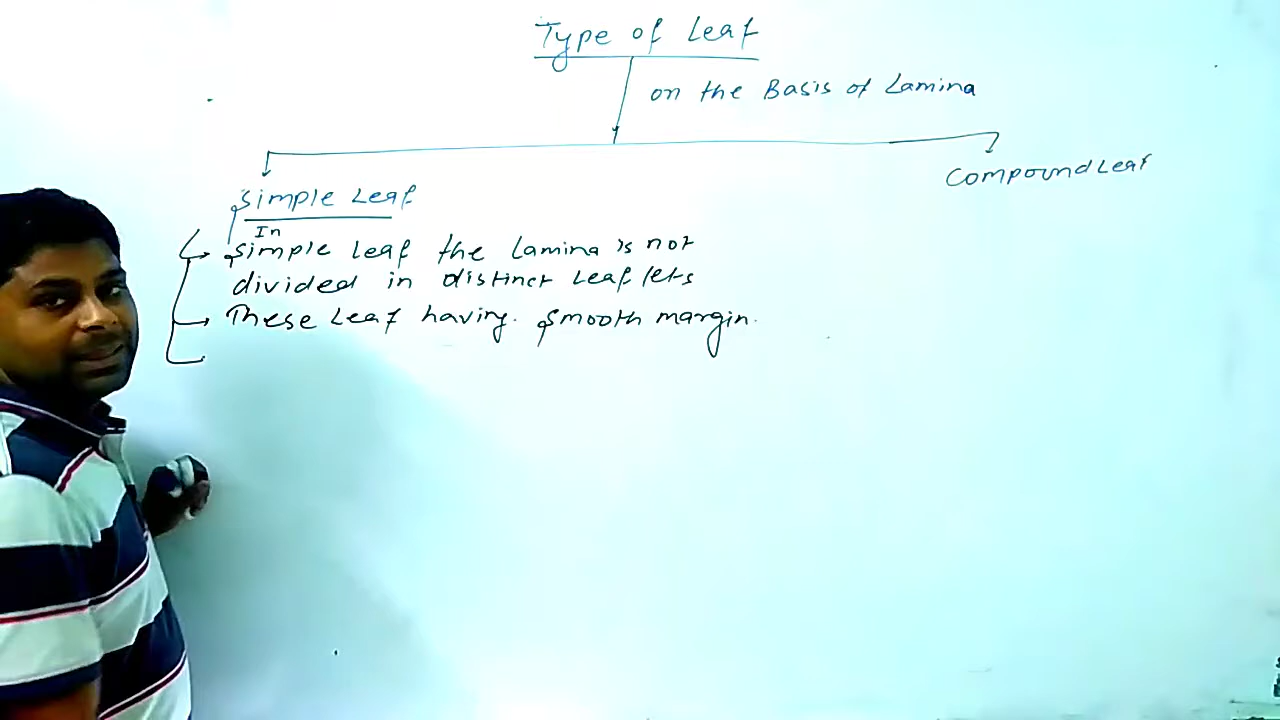 Type of Leaf
on the Basis of Lamina
Simple Leaf
Compound Leaf
In
Simple leaf the Lamina is not
divided in distinct Leaflets
These Leaf having. Smooth margin.